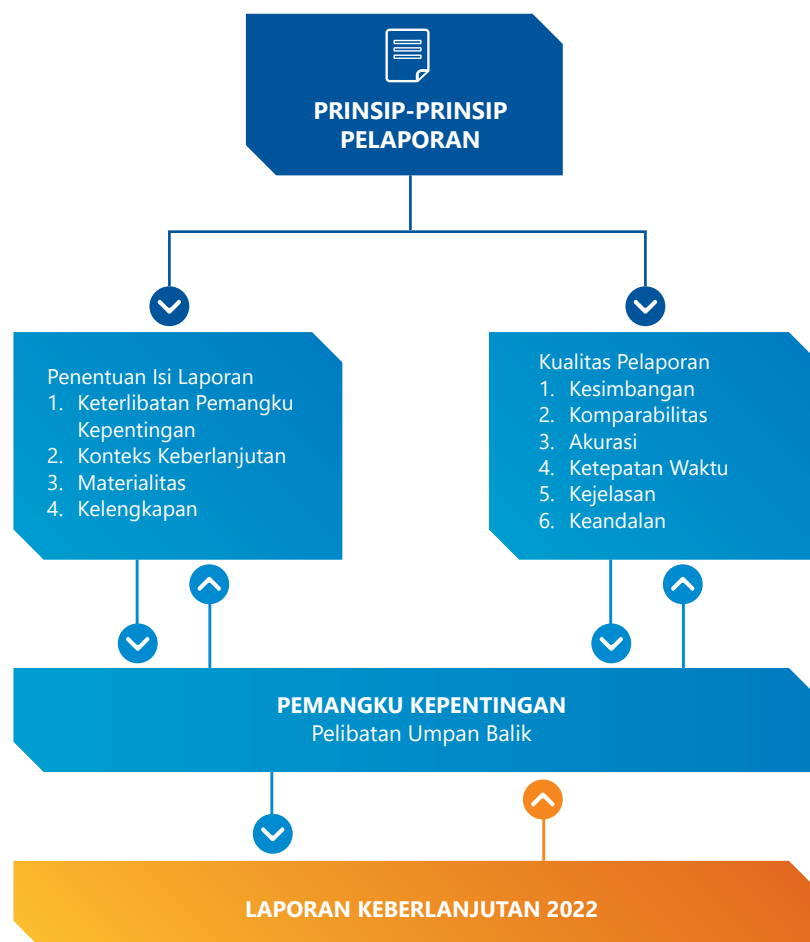 PRINSIP-PRINSIP
PELAPORAN
Penentuan Isi Laporan
1. Keterlibatan Pemangku
Kepentingan
2. Konteks Keberlanjutan
3. Materialitas
4. Kelengkapan
Kualitas Pelaporan
1. Kesimbangan
2. Komparabilitas
3. Akurasi
4. Ketepatan Waktu
5. Kejelasan
6. Keandalan
PEMANGKU KEPENTINGAN
Pelibatan Umpan Balik
LAPORAN KEBERLANJUTAN 2022